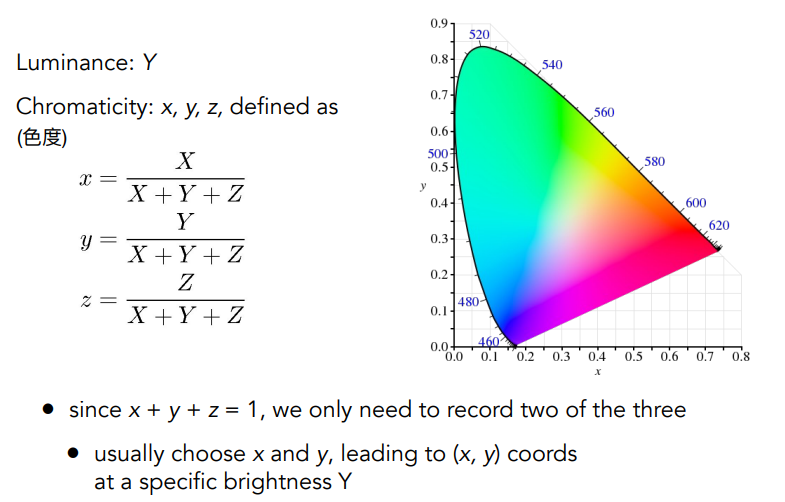 Luminance: Y
Chromaticity: x, y, z, defined as
(色度)
x = X / (X + Y + Z)
y = Y / (X + Y + Z)
z = Z / (X + Y + Z)
0.9
0.8
0.7
0.6
0.5
0.4
0.3
0.2
0.1
0.0
y
520
540
560
500
580
600
620
480
460
0.0 0.1 0.2 0.3 0.4 0.5 0.6 0.7 0.8
x
● since x + y + z = 1, we only need to record two of the three
● usually choose x and y, leading to (x, y) coords
at a specific brightness Y